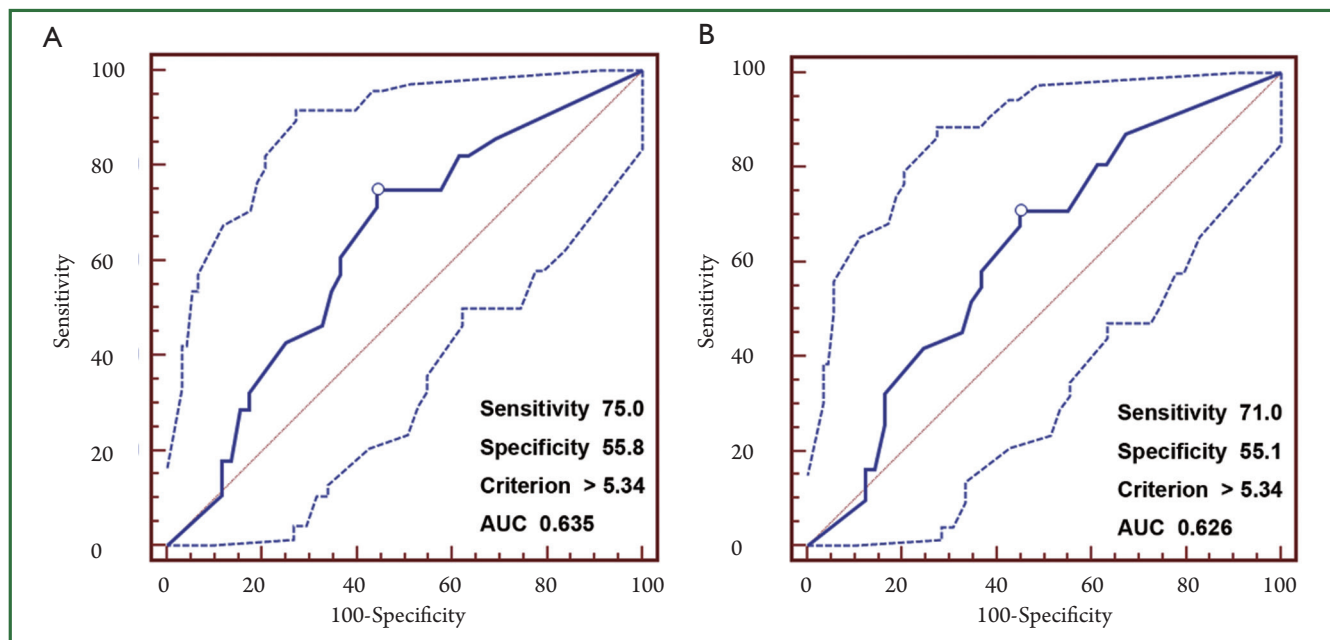 A
100
80
60
40
20
0
Sensitivity
Sensitivity 75.0
Specificity 55.8
Criterion > 5.34
AUC 0.635
0 20 40 60 80 100
100-Specificity
B
100
80
60
40
20
0
Sensitivity
Sensitivity 71.0
Specificity 55.1
Criterion > 5.34
AUC 0.626
0 20 40 60 80 100
100-Specificity